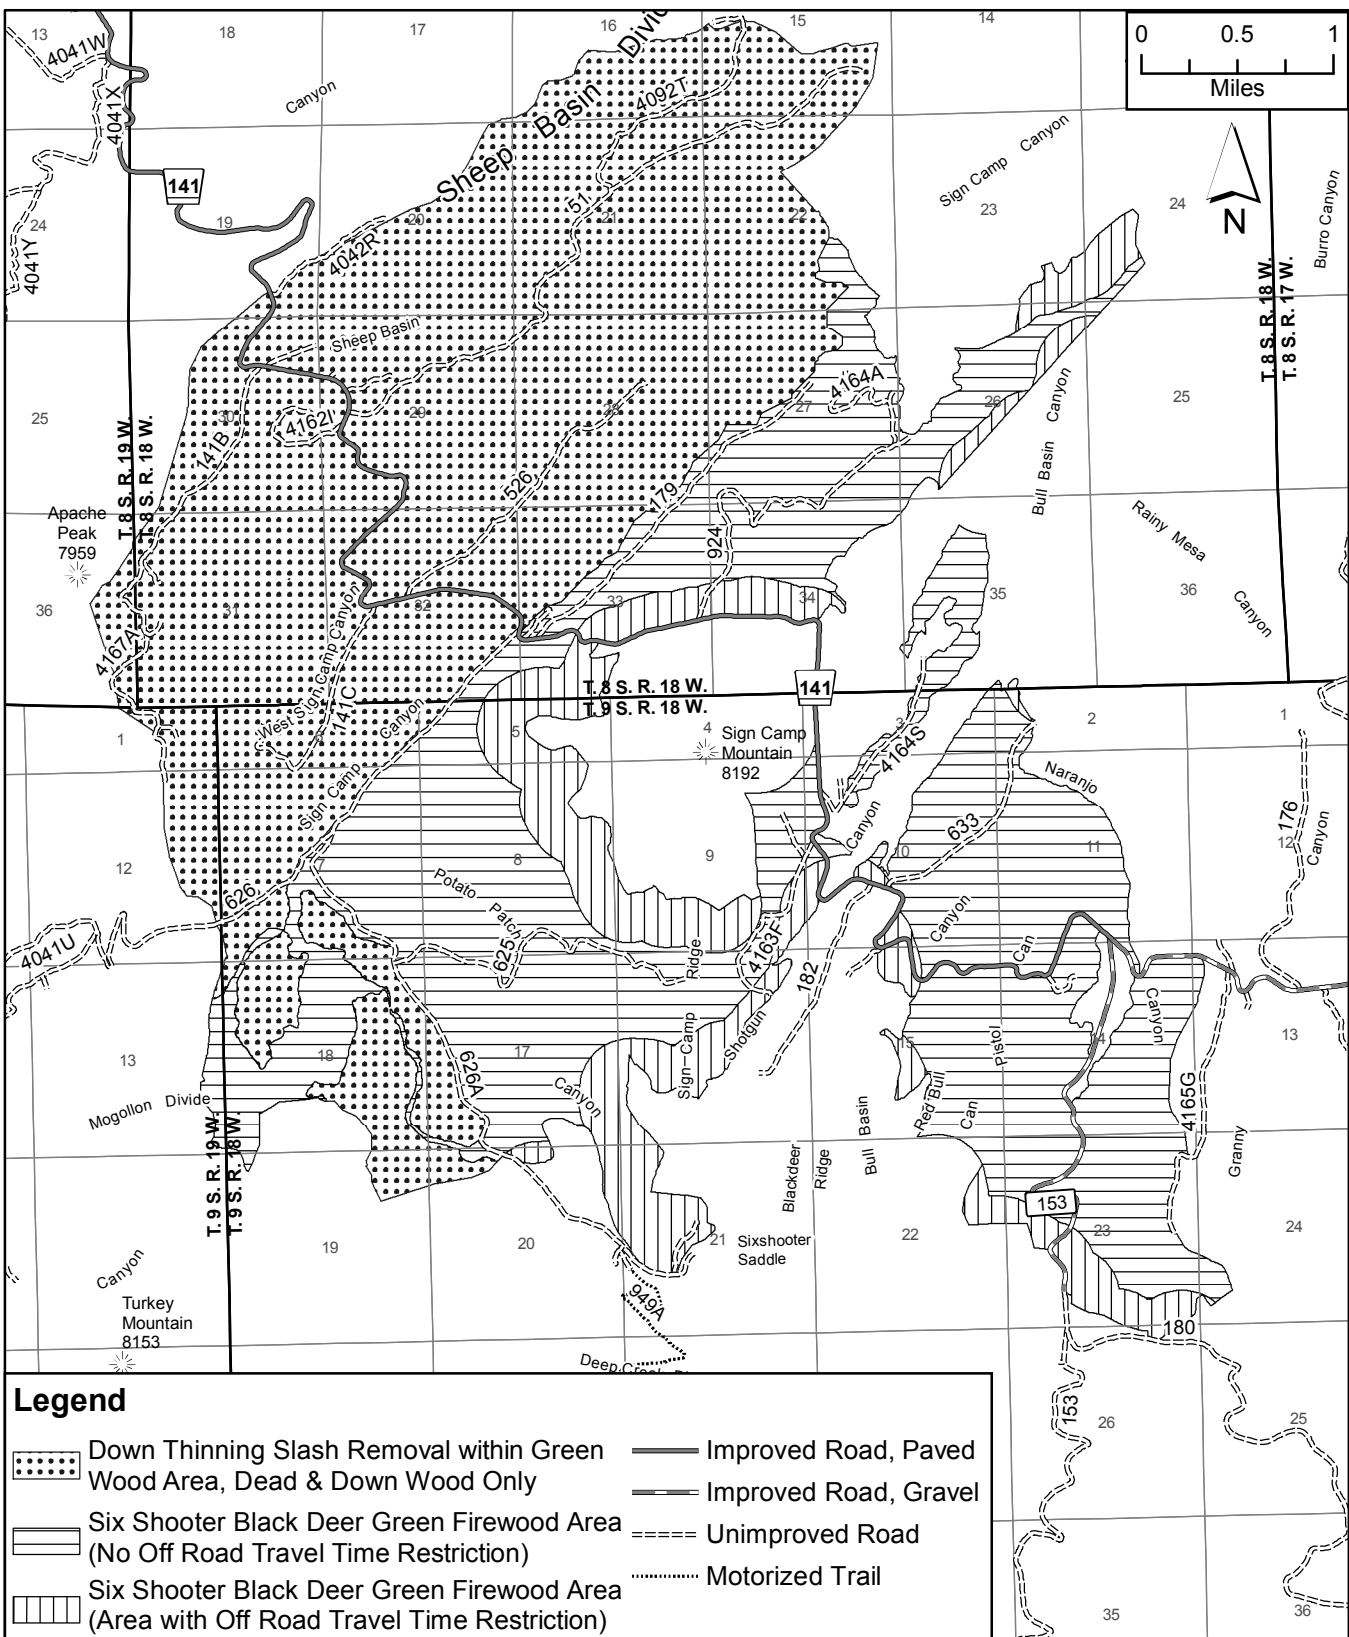 13
18
17
16
15
14
0 0.5 1
Miles
4041W
4041X
Canyon
Sheep Basin Divic
4092T
Sign Camp Canyon
141
N
24
4041Y
19
20
4042R
51
21
22
23
24
Burro Canyon
T. 8 S. R. 18 W.
T. 8 S. R. 17 W.
Sheep Basin
25
30
4162I
29
28
27
4164A
26
25
141B
T. 8 S. R. 19 W.
T. 8 S. R. 18 W.
526
179
924
Bull Basin Canyon
Rainy Mesa
Canyon
Apache
Peak
7959
36
31
32
33
34
35
36
4167A
West Sign Camp Canyon
141C
T. 8 S. R. 18 W.
T. 9 S. R. 18 W.
141
1
6
Sign Camp Canyon
5
4
Sign Camp
Mountain
8192
3
4164S
2
1
Naranjo
176
12
Canyon
12
7
8
9
Canyon
10
633
11
626
Potato Patch
4041U
625
Ridge
4163F
182
Canyon
Can
Canyon
13
18
17
626A
Canyon
Sign Camp
Shotgun
15
Pistol
14
13
Mogollon Divide
T. 9 S. R. 19 W.
T. 9 S. R. 18 W.
Bull Basin
Red Bull
Can
4165G
Granny
Blackdeer
Ridge
153
19
20
21
Sixshooter
Saddle
22
23
24
Canyon
Turkey
Mountain
8153
949A
Deep Creek
180
153
26
25
35
36
Legend
Down Thinning Slash Removal within Green
Wood Area, Dead & Down Wood Only
Six Shooter Black Deer Green Firewood Area
(No Off Road Travel Time Restriction)
Six Shooter Black Deer Green Firewood Area
(Area with Off Road Travel Time Restriction)
Improved Road, Paved
Improved Road, Gravel
Unimproved Road
Motorized Trail